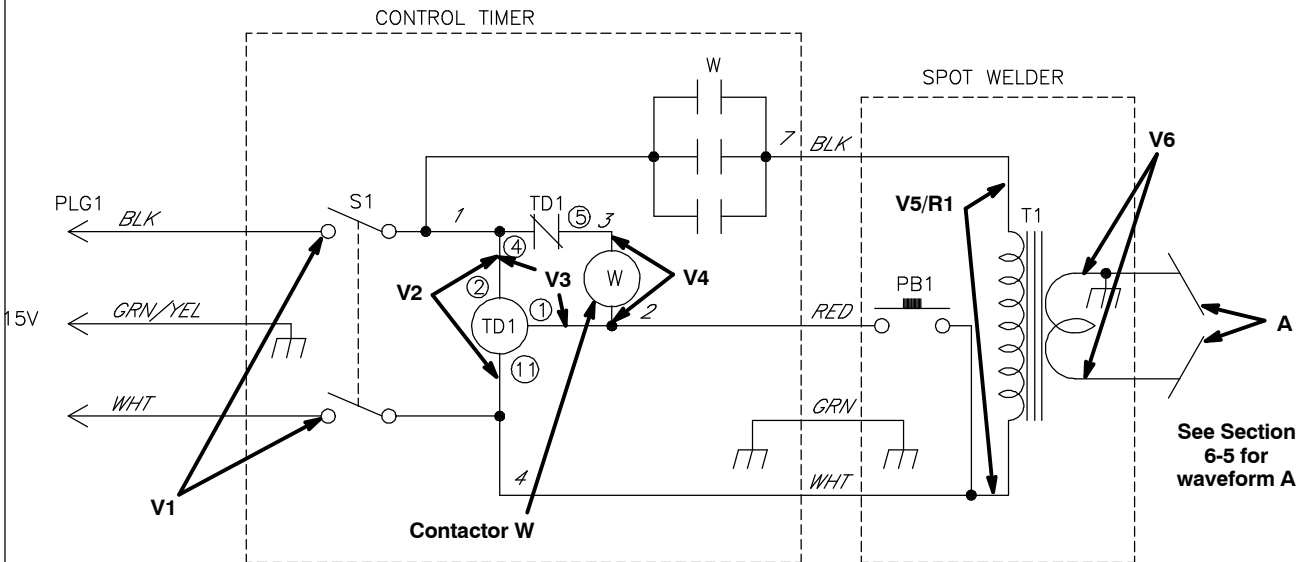 CONTROL TIMER
SPOT WELDER
W
7 BLK
V6
PLG1
BLK
S1
1
TD1
5
3
V5/R1
T1
4
W
V4
V2
V3
2
TD1
1
2
RED
PB1
15V
GRN/YEL
A
11
WHT
GRN
See Section
6-5 for
waveform A
V1
4
WHT
Contactor W